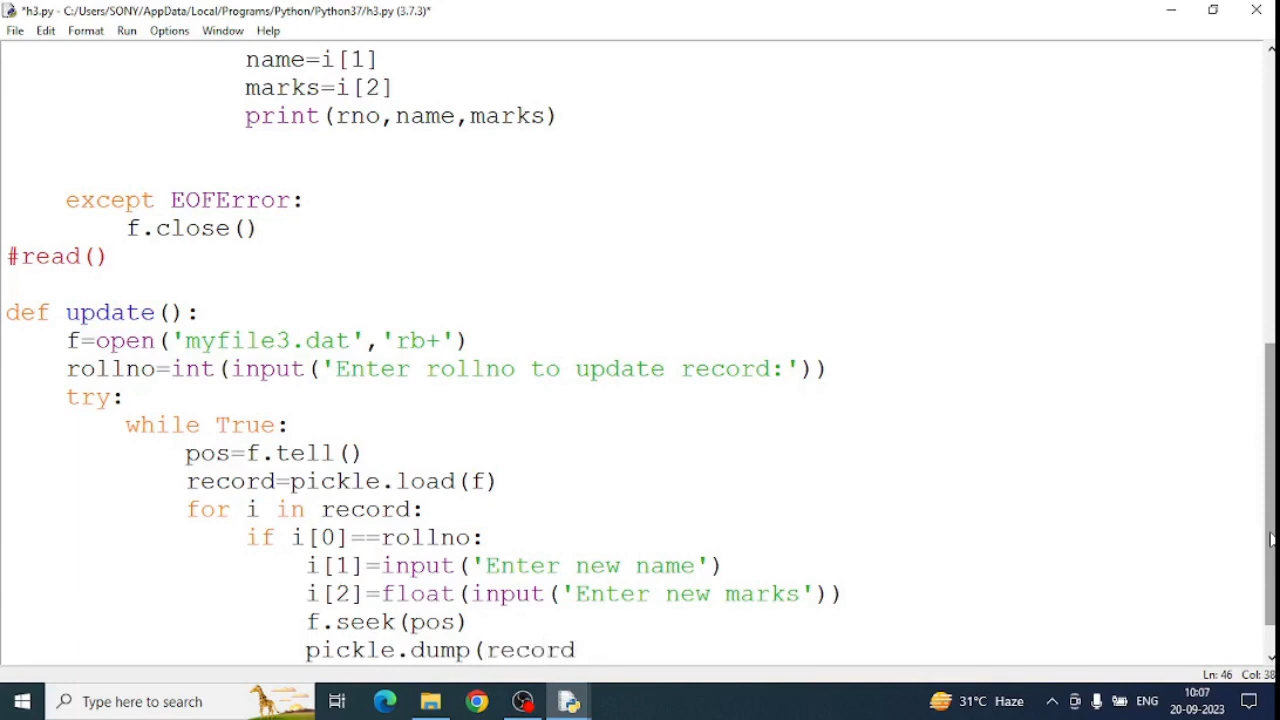 *h3.py - C:/Users/SONY/AppData/Local/Programs/Python/Python37/h3.py (3.7.3)*
File Edit Format Run Options Window Help
name=i[1]
marks=i[2]
print(rno,name,marks)
except EOFError:
f.close()
#read()
def update():
f=open('myfile3.dat','rb+')
rollno=int(input('Enter rollno to update record:'))
try:
while True:
pos=f.tell()
record=pickle.load(f)
for i in record:
if i[0]==rollno:
i[1]=input('Enter new name')
i[2]=float(input('Enter new marks'))
f.seek(pos)
pickle.dump(record
Ln: 46 Col: 38
Type here to search
31°C Haze
ENG
10:07
20-09-2023